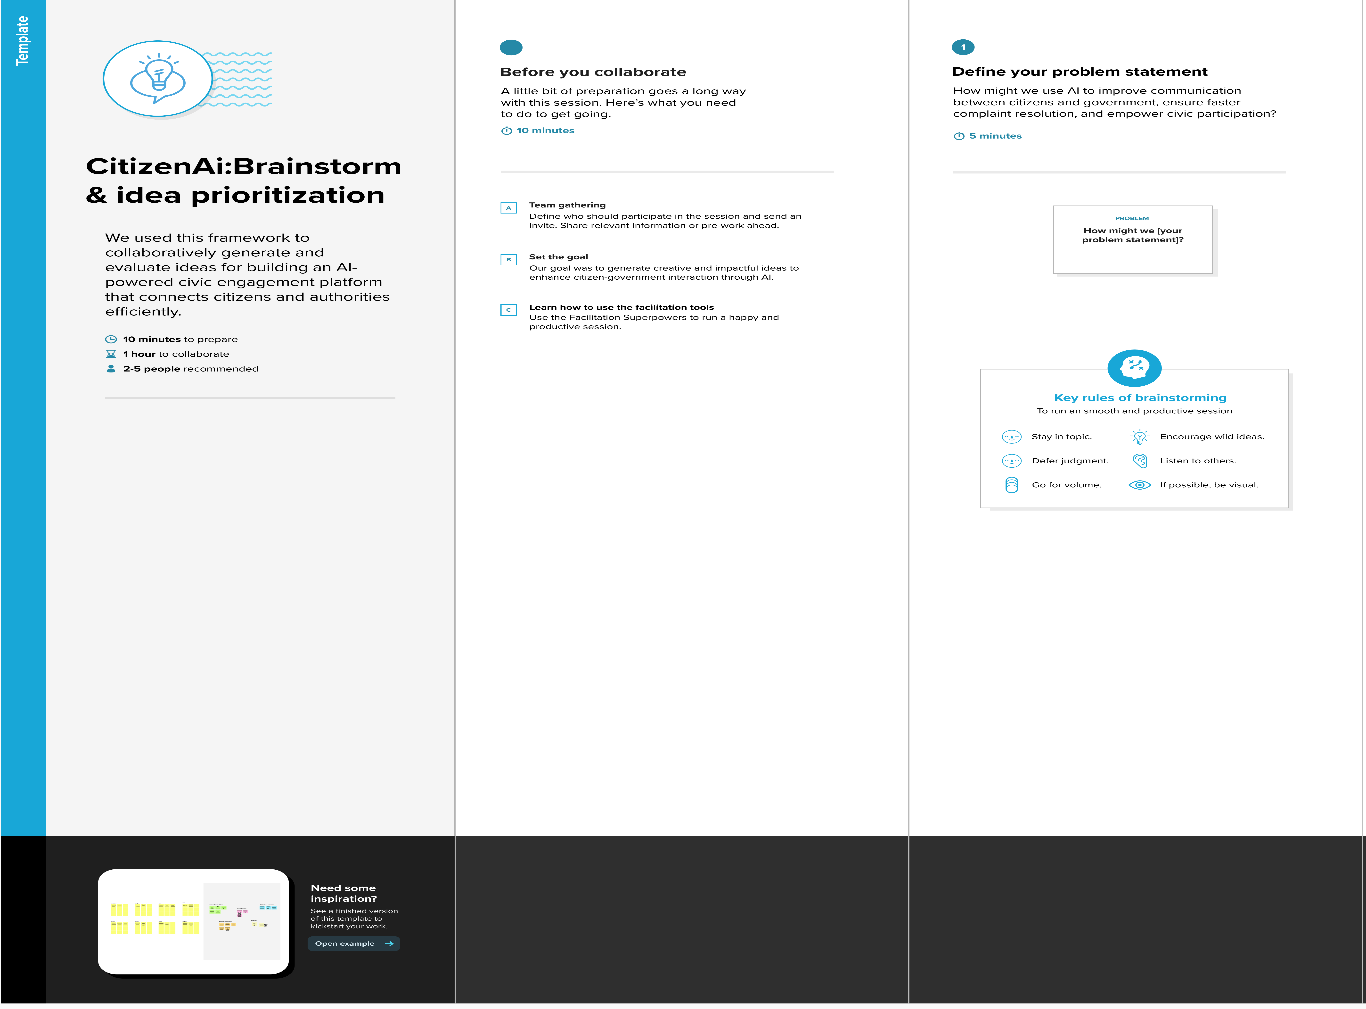 Template
CitizenAi:Brainstorm
& idea prioritization
We used this framework to
collaboratively generate and
evaluate ideas for building an AI-
powered civic engagement platform
that connects citizens and authorities
efficiently.
10 minutes to prepare
1 hour to collaborate
2-5 people recommended
Need some
inspiration?
See a finished version
of this template to
kickstart your work.
Open example
Before you collaborate
A little bit of preparation goes a long way
with this session. Here's what you need
to do to get going.
10 minutes
A
Team gathering
Define who should participate in the session and send an
invite. Share relevant information or pre-work ahead.
B
Set the goal
Our goal was to generate creative and impactful ideas to
enhance citizen-government interaction through AI.
C
Learn how to use the facilitation tools
Use the Facilitation Superpowers to run a happy and
productive session.
1
Define your problem statement
How might we use AI to improve communication
between citizens and government, ensure faster
complaint resolution, and empower civic participation?
5 minutes
PROBLEM
How might we [your
problem statement]?
Key rules of brainstorming
To run an smooth and productive session
Stay in topic.
Encourage wild ideas.
Defer judgment.
Listen to others.
Go for volume.
If possible, be visual.